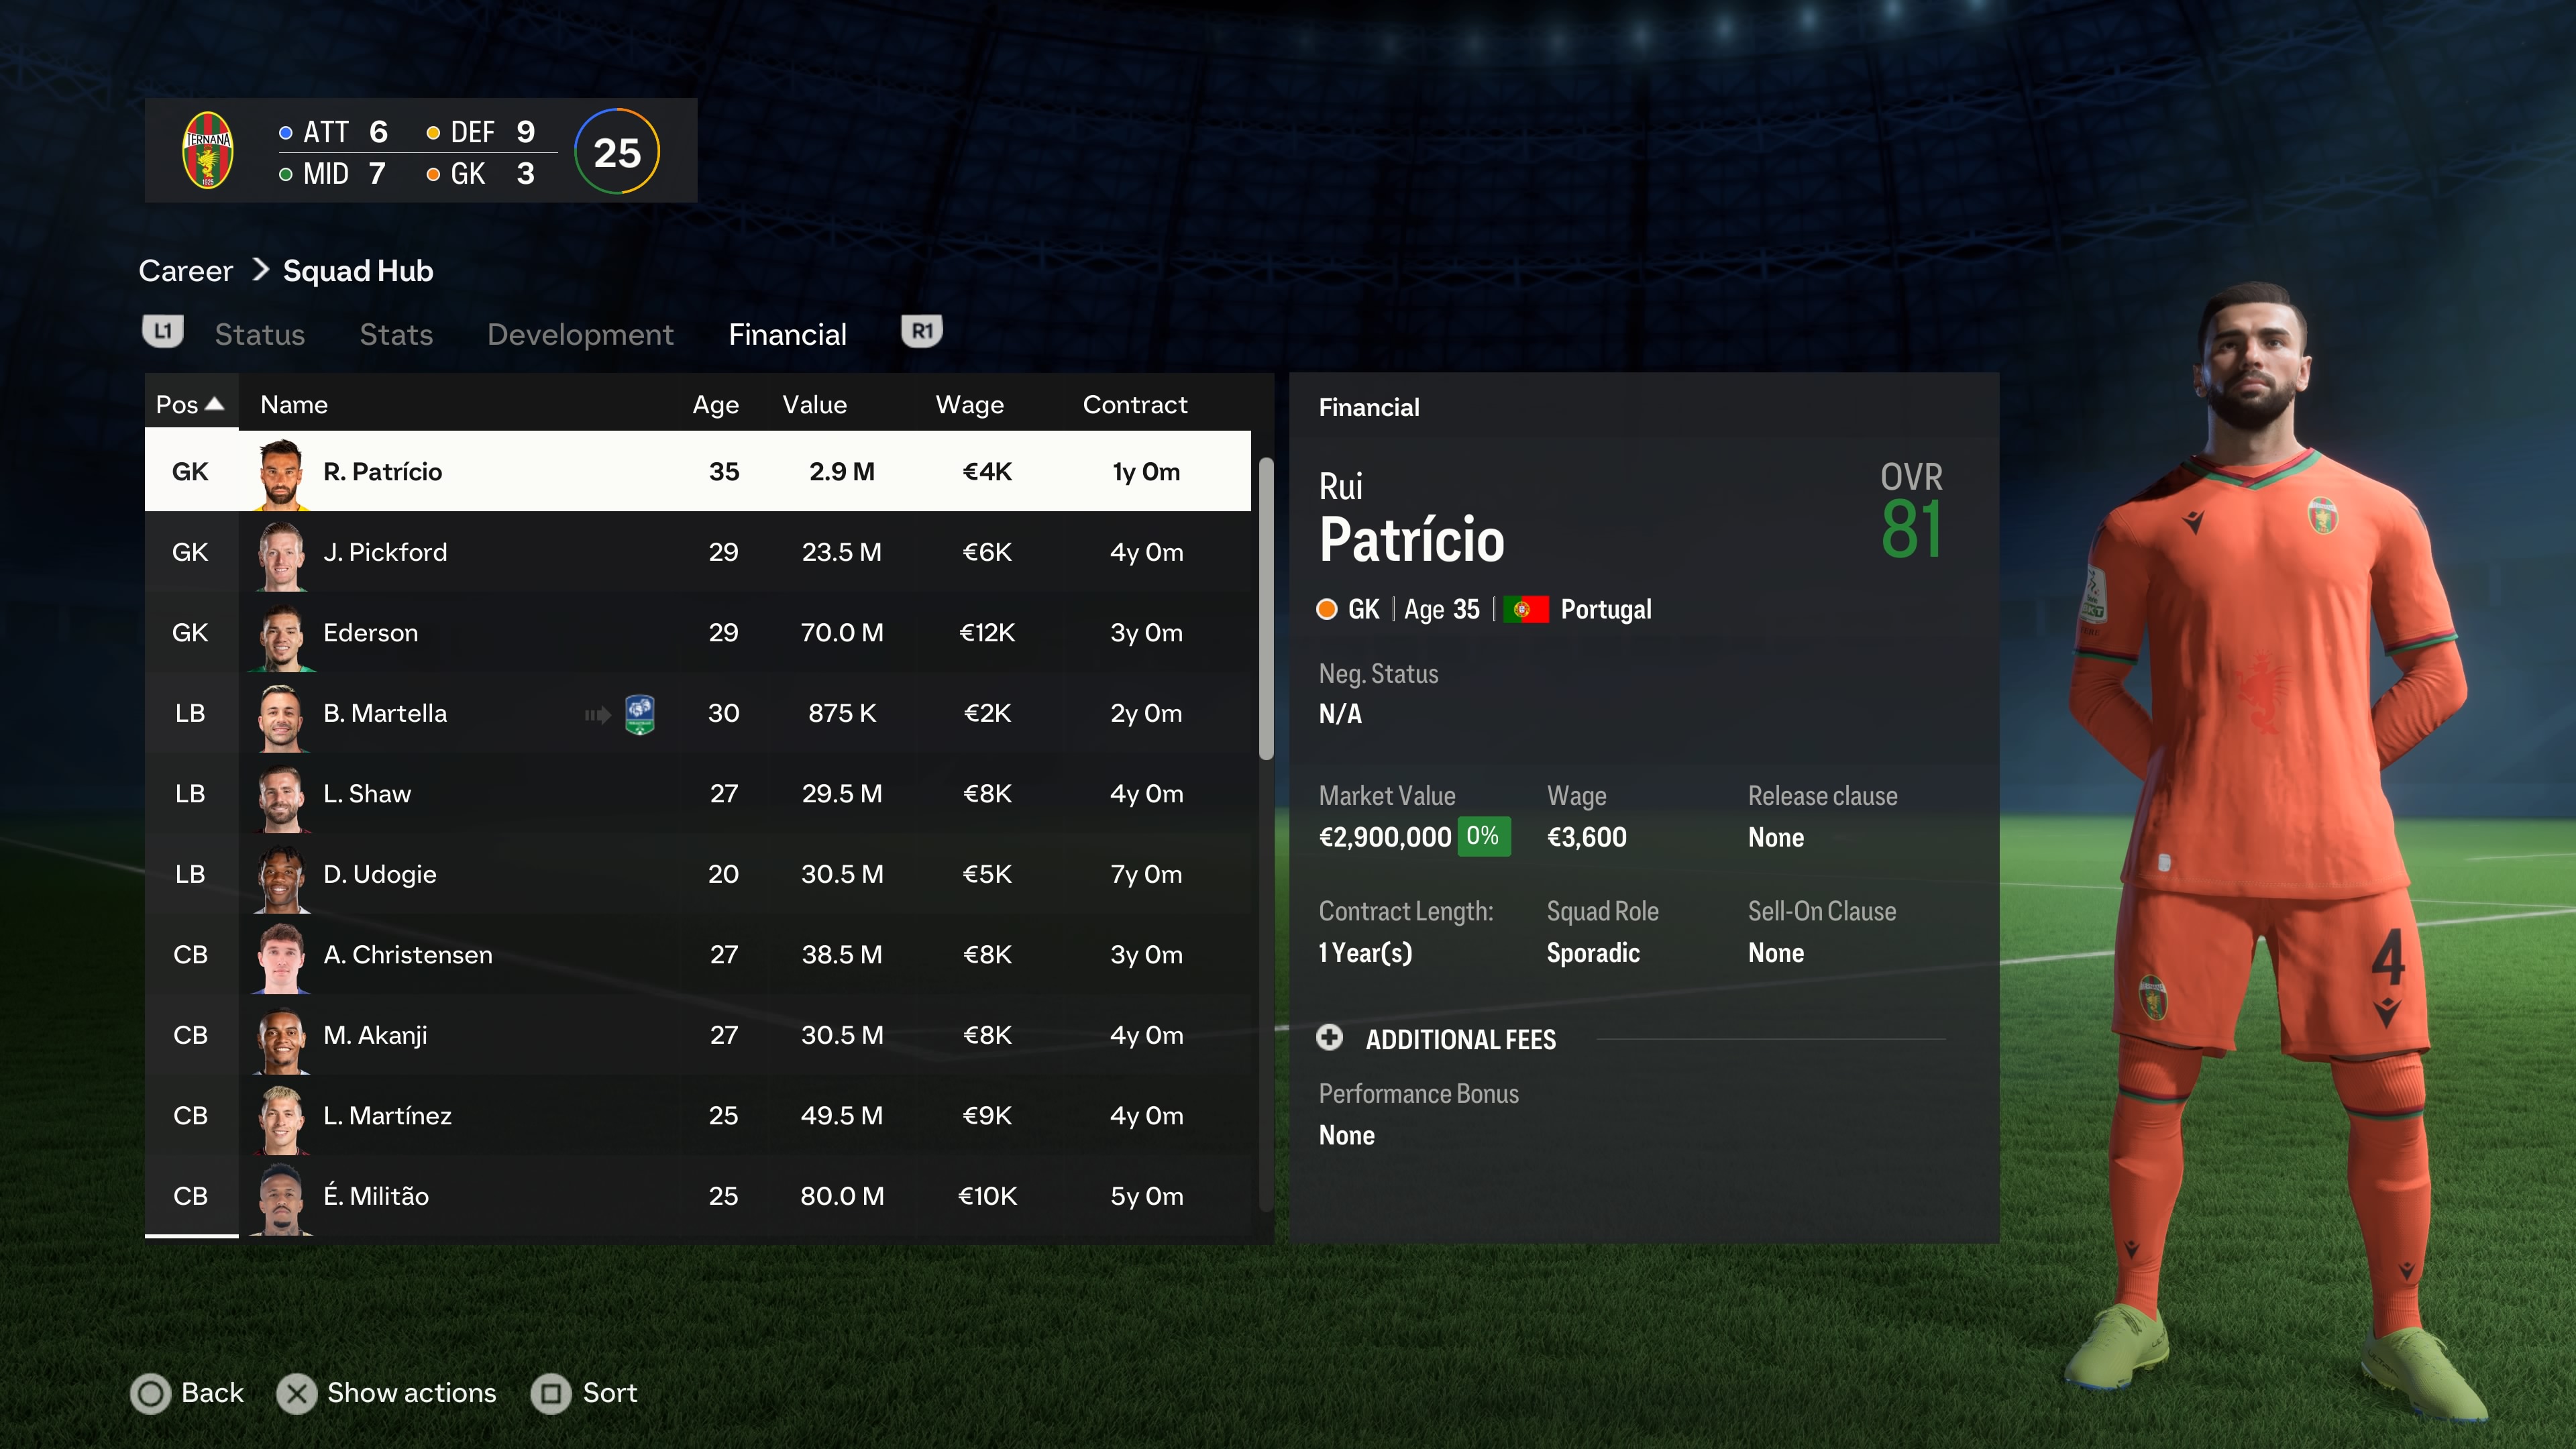 TERNANA
1925
ATT 6 DEF 9
MID 7 GK 3
25
Career > Squad Hub
L1 Status Stats Development Financial R1
Pos Name Age Value Wage Contract
GK R. Patrício 35 2.9 M €4K 1y 0m
GK J. Pickford 29 23.5 M €6K 4y 0m
GK Ederson 29 70.0 M €12K 3y 0m
LB B. Martella 30 875 K €2K 2y 0m
LB L. Shaw 27 29.5 M €8K 4y 0m
LB D. Udogie 20 30.5 M €5K 7y 0m
CB A. Christensen 27 38.5 M €8K 3y 0m
CB M. Akanji 27 30.5 M €8K 4y 0m
CB L. Martínez 25 49.5 M €9K 4y 0m
CB É. Militão 25 80.0 M €10K 5y 0m
Financial
Rui
Patrício
OVR
81
GK | Age 35 | Portugal
Neg. Status
N/A
Market Value Wage Release clause
€2,900,000 0% €3,600 None
Contract Length: Squad Role Sell-On Clause
1 Year(s) Sporadic None
ADDITIONAL FEES
Performance Bonus
None
4
Back Show actions Sort